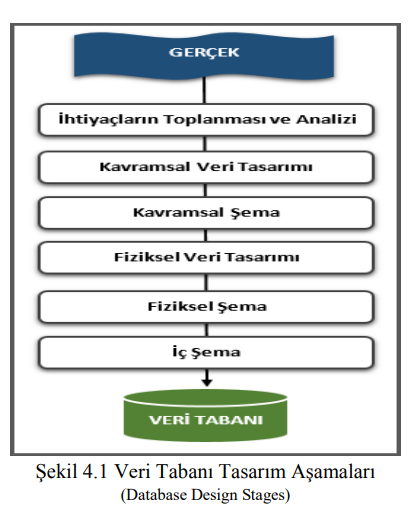 GERÇEK
İhtiyaçların Toplanması ve Analizi
Kavramsal Veri Tasarımı
Kavramsal Şema
Fiziksel Veri Tasarımı
Fiziksel Şema
İç Şema
VERİ TABANI
Şekil 4.1 Veri Tabanı Tasarım Aşamaları
(Database Design Stages)